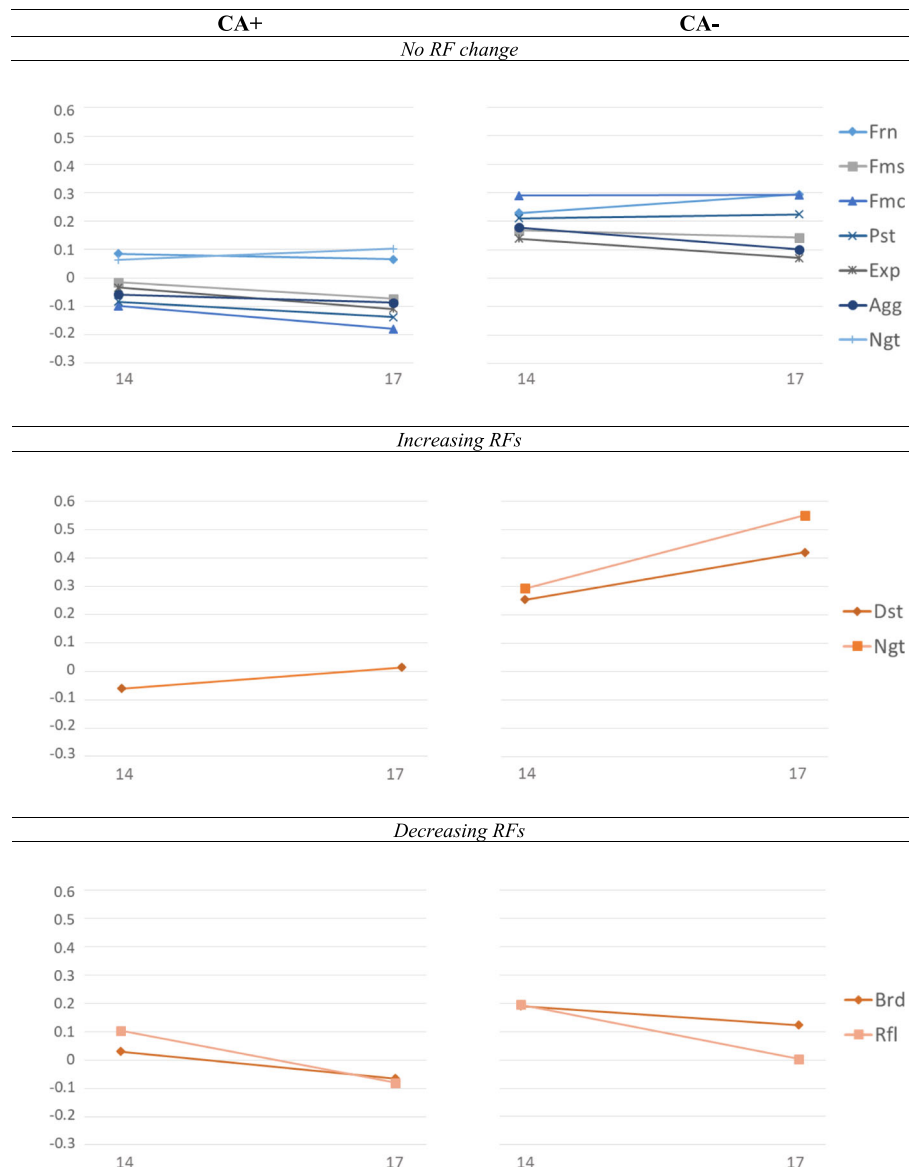 CA+ CA-
No RF change
0.6
0.5
0.4
0.3
0.2
0.1
0
-0.1
-0.2
-0.3
14 17 14 17
Frn
Fms
Fmc
Pst
Exp
Agg
Ngt
Increasing RFs
0.6
0.5
0.4
0.3
0.2
0.1
0
-0.1
-0.2
-0.3
14 17 14 17
Dst
Ngt
Decreasing RFs
0.6
0.5
0.4
0.3
0.2
0.1
0
-0.1
-0.2
-0.3
14 17 14 17
Brd
Rfl